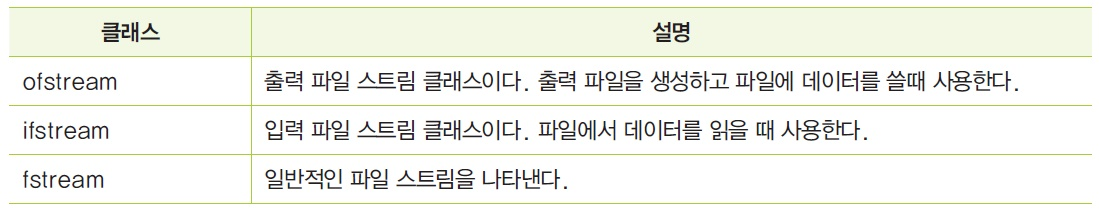 클래스 설명
ofstream 출력 파일 스트림 클래스이다. 출력 파일을 생성하고 파일에 데이터를 쓸때 사용한다.
ifstream 입력 파일 스트림 클래스이다. 파일에서 데이터를 읽을 때 사용한다.
fstream 일반적인 파일 스트림을 나타낸다.